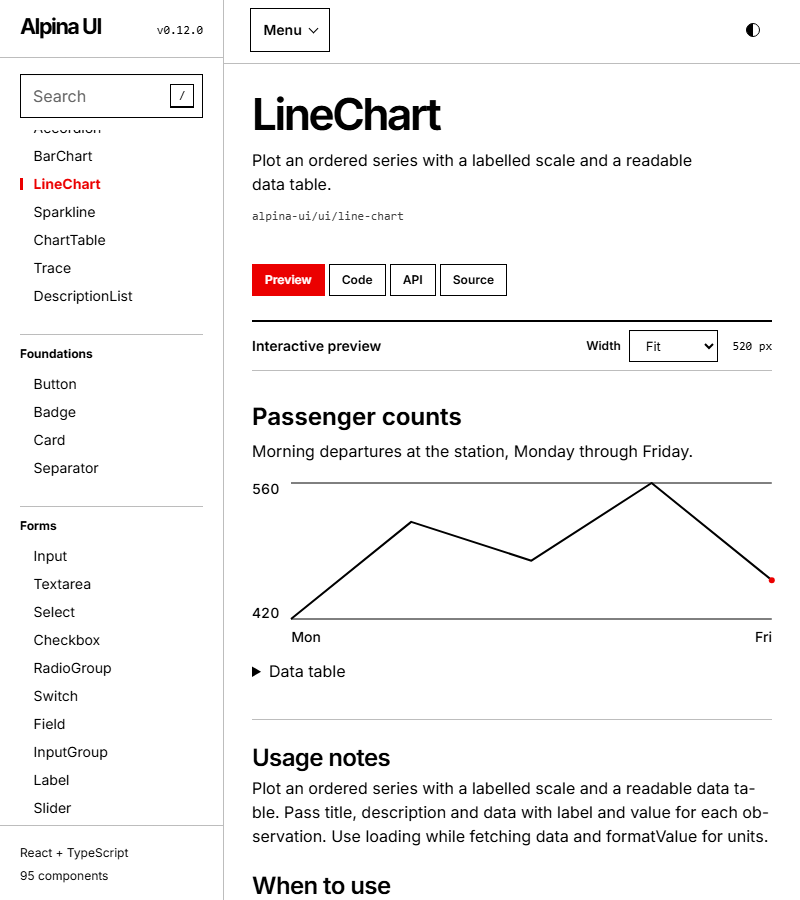 Alpina UI
v0.12.0
Search
/
Accordion
BarChart
LineChart
Sparkline
ChartTable
Trace
DescriptionList
Foundations
Button
Badge
Card
Separator
Forms
Input
Textarea
Select
Checkbox
RadioGroup
Switch
Field
InputGroup
Label
Slider
React + TypeScript
95 components
Menu
LineChart
Plot an ordered series with a labelled scale and a readable
data table.
alpina-ui/ui/line-chart
Preview
Code
API
Source
Interactive preview
Width
Fit
520 px
Passenger counts
Morning departures at the station, Monday through Friday.
560
420
Mon
Fri
Data table
Usage notes
Plot an ordered series with a labelled scale and a readable data ta-
ble. Pass title, description and data with label and value for each ob-
servation. Use loading while fetching data and formatValue for units.
When to use